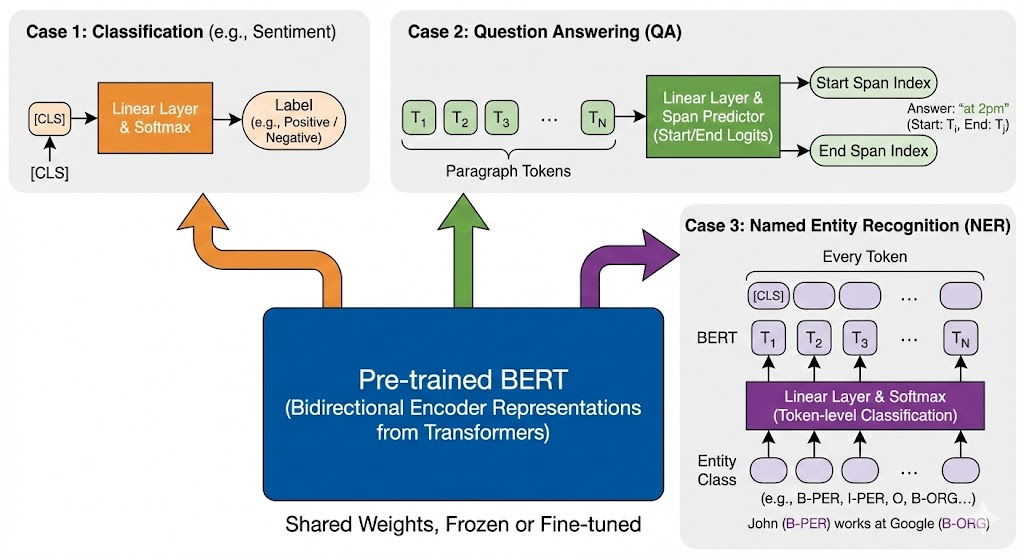 Case 1: Classification (e.g., Sentiment)
[CLS]
[CLS]
Linear Layer
& Softmax
Label
(e.g., Positive /
Negative)
Case 2: Question Answering (QA)
T1 T2 T3 ... TN
Paragraph Tokens
Linear Layer &
Span Predictor
(Start/End Logits)
Start Span Index
Answer: "at 2pm"
(Start: Ti, End: Tj)
End Span Index
Case 3: Named Entity Recognition (NER)
Every Token
[CLS] ...
BERT T1 T2 T3 ... TN
Linear Layer & Softmax
(Token-level Classification)
Entity
Class
...
(e.g., B-PER, I-PER, O, B-ORG...)
John (B-PER) works at Google (B-ORG)
Pre-trained BERT
(Bidirectional Encoder Representations
from Transformers)
Shared Weights, Frozen or Fine-tuned